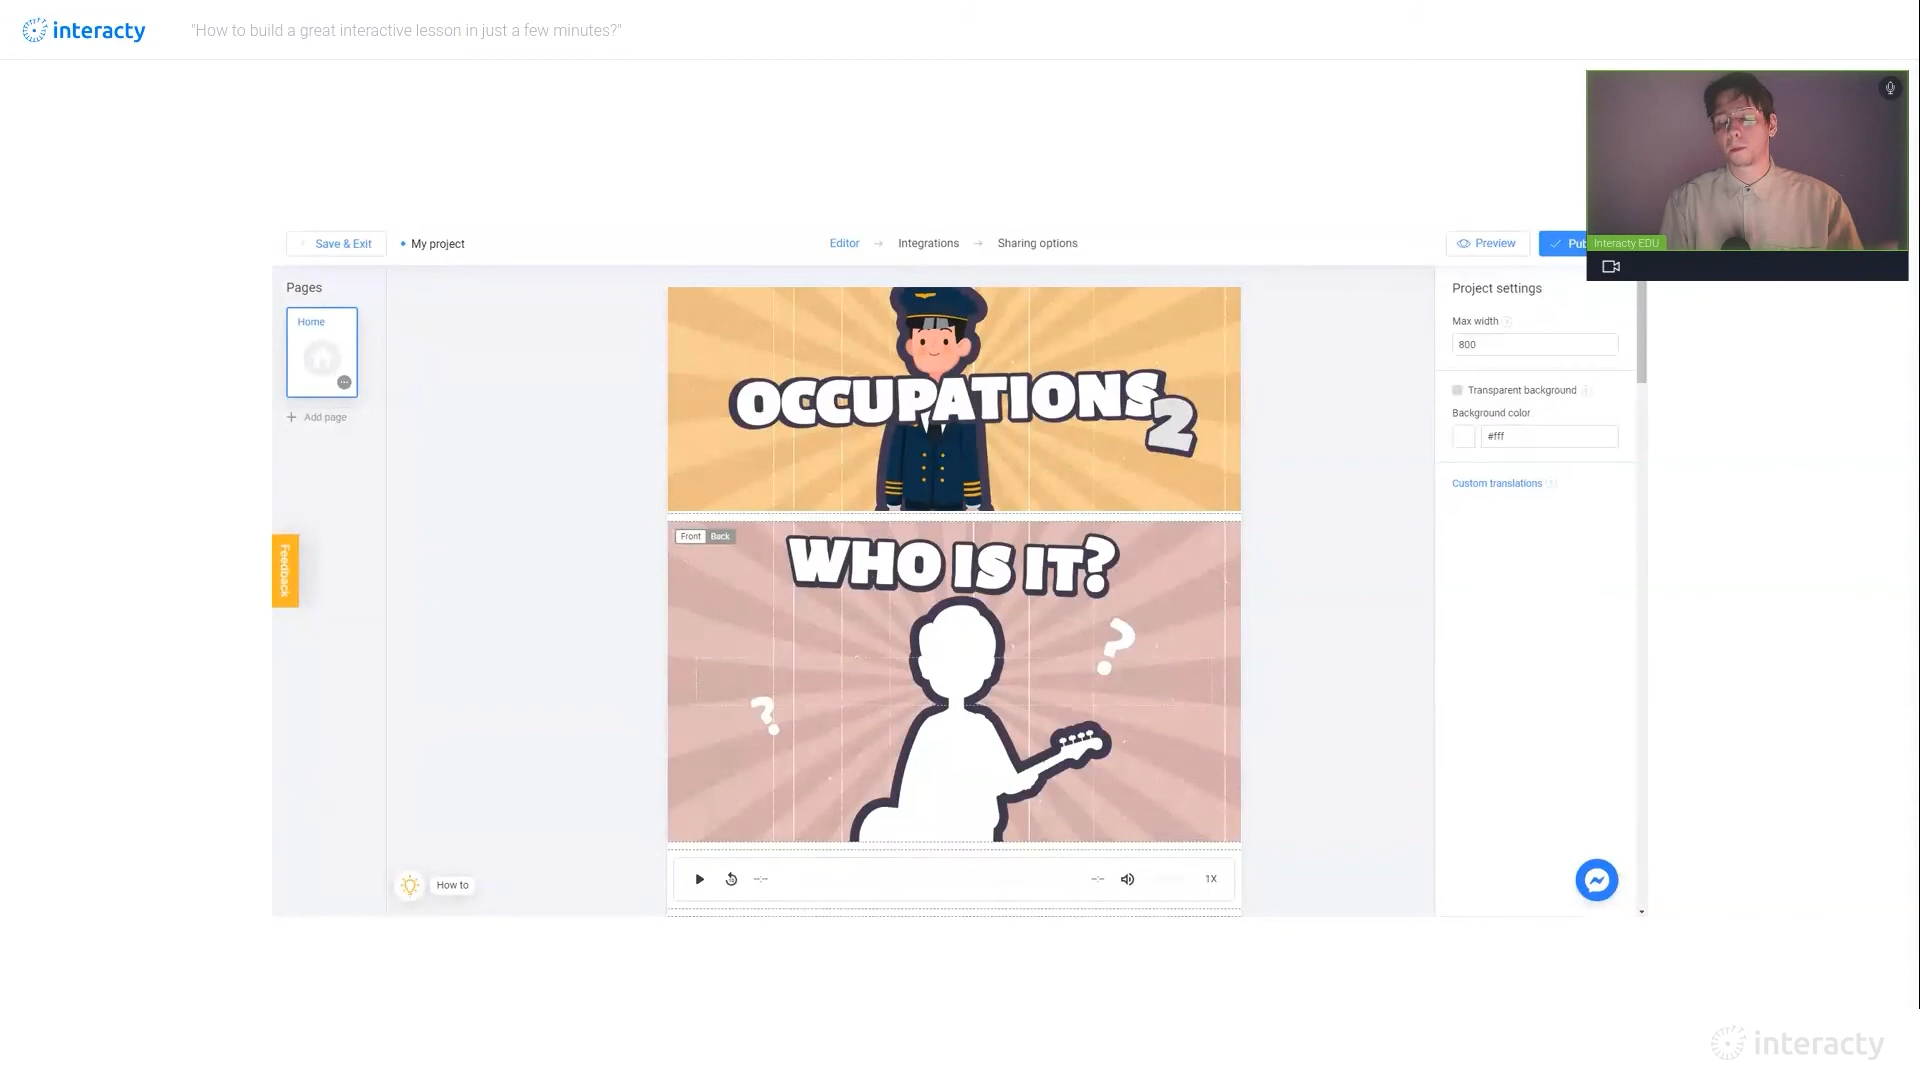 interacty
"How to build a great interactive lesson in just a few minutes?"
Interacty EDU
Save & Exit
My project
Editor
Integrations
Sharing options
Preview
Pub
Pages
Home
Add page
Feedback
OCCUPATIONS 2
Front Back
WHO IS IT?
?
?
--:--
--:--
1X
How to
Project settings
Max width ?
800
Transparent background
Background color
#fff
Custom translations
interacty